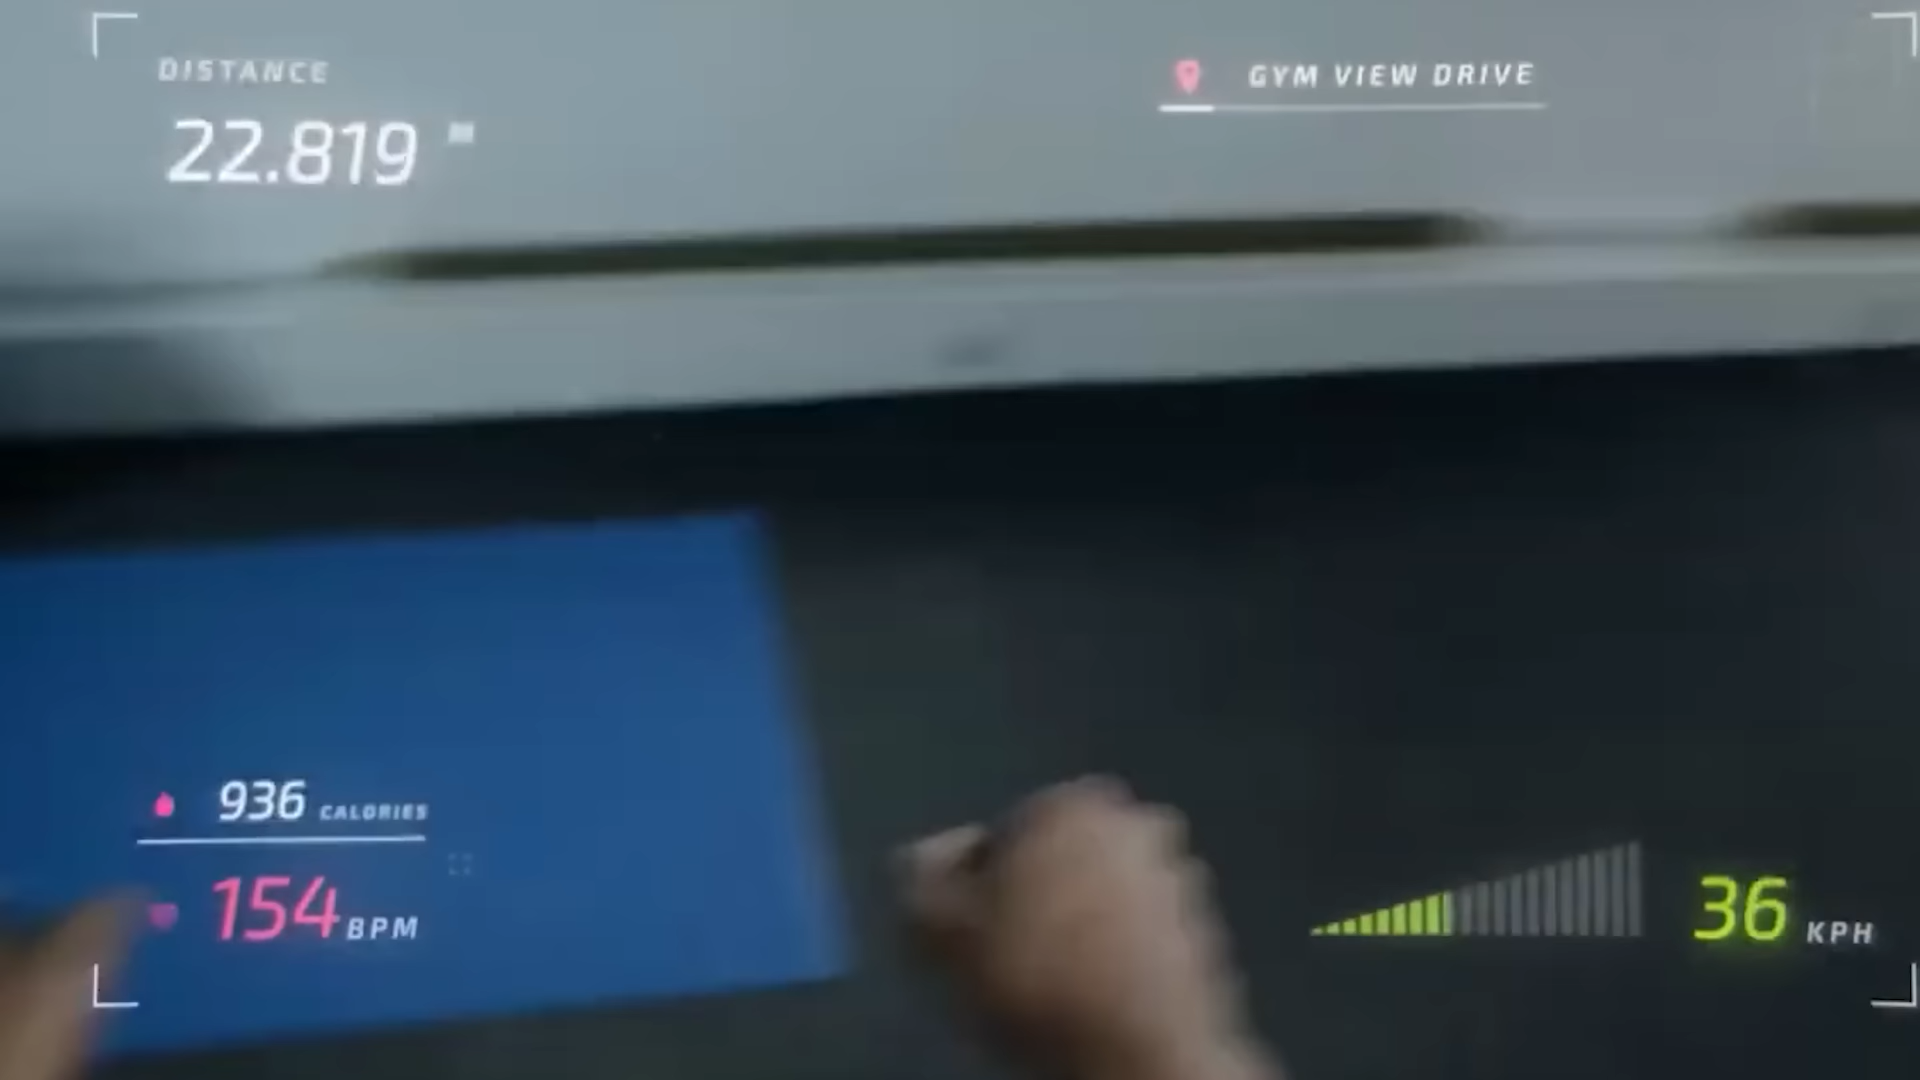 DISTANCE
22.819
GYM VIEW DRIVE
936 CALORIES
154 BPM
36 KPH